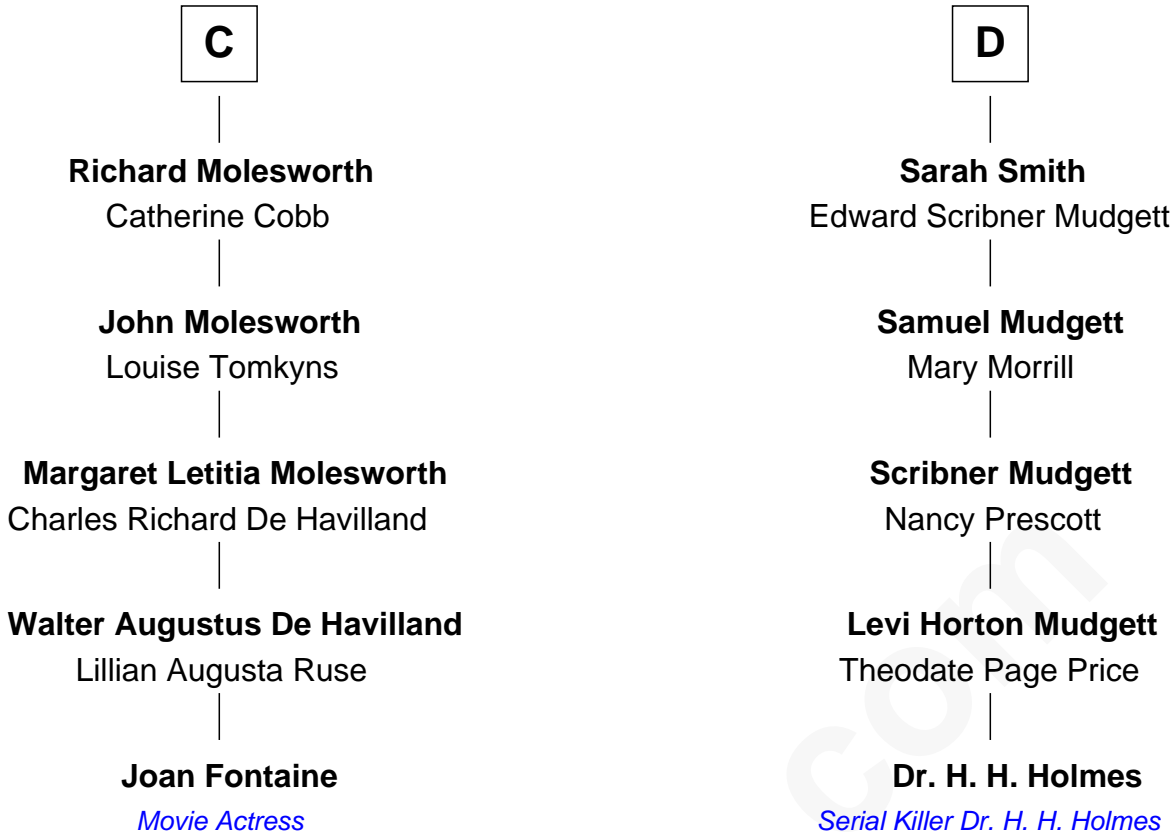 C
Richard Molesworth
Catherine Cobb
John Molesworth
Louise Tomkyns
Margaret Letitia Molesworth
Charles Richard De Havilland
Walter Augustus De Havilland
Lillian Augusta Ruse
Joan Fontaine
Movie Actress
D
Sarah Smith
Edward Scribner Mudgett
Samuel Mudgett
Mary Morrill
Scribner Mudgett
Nancy Prescott
Levi Horton Mudgett
Theodate Page Price
Dr. H. H. Holmes
Serial Killer Dr. H. H. Holmes
com